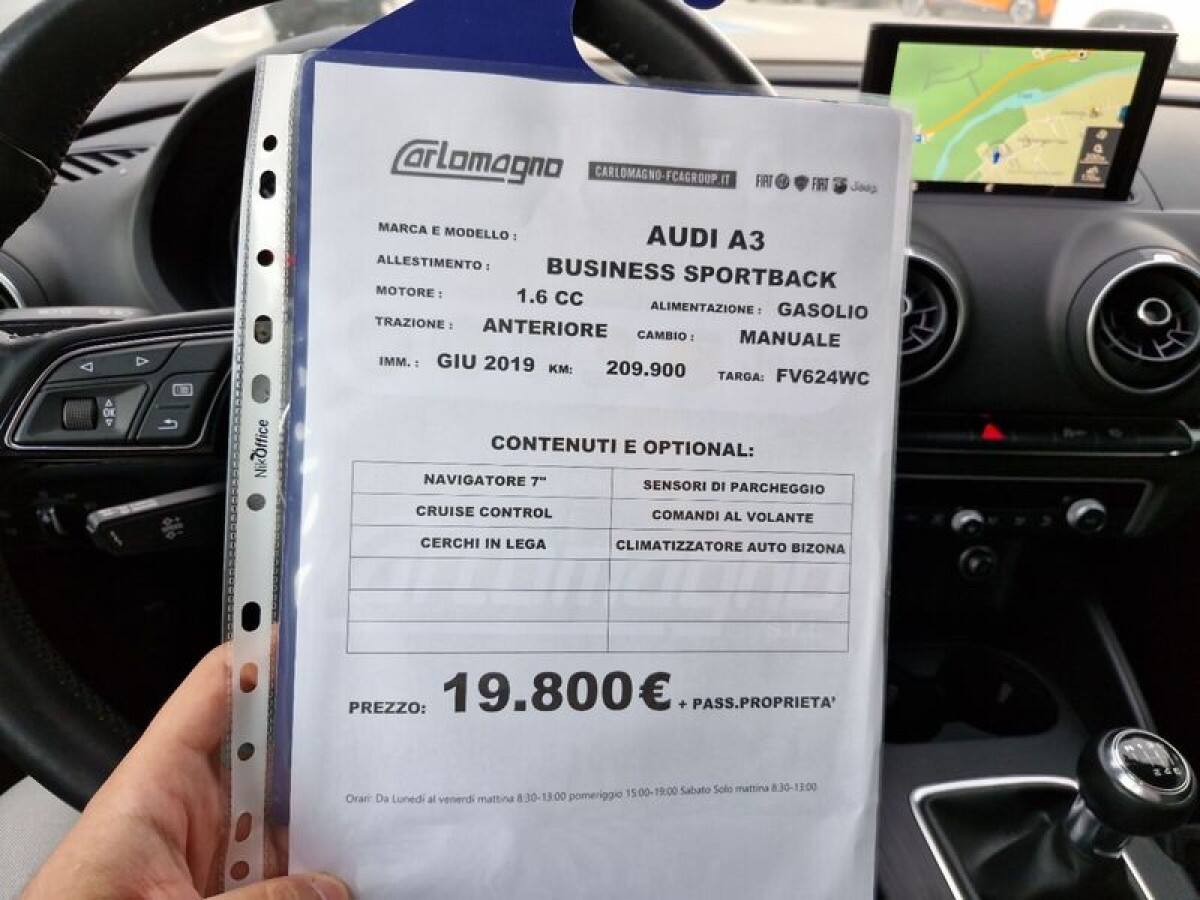 Carlomagno CARLOMAGNO-FCAGROUP.IT FIAT FIAT Jeep
MARCA E MODELLO : AUDI A3
ALLESTIMENTO : BUSINESS SPORTBACK
MOTORE : 1.6 CC ALIMENTAZIONE : GASOLIO
TRAZIONE : ANTERIORE CAMBIO : MANUALE
IMM. : GIU 2019 KM: 209.900 TARGA: FV624WC
CONTENUTI E OPTIONAL:
NAVIGATORE 7" SENSORI DI PARCHEGGIO
CRUISE CONTROL COMANDI AL VOLANTE
CERCHI IN LEGA CLIMATIZZATORE AUTO BIZONA
Carlomagno
PREZZO: 19.800€ + PASS.PROPRIETA'
Orari: Da Lunedí al venerdí mattina 8:30-13:00 pomeriggio 15:00-19:00 Sabato Solo mattina 8:30-13:00
NikOffice
OK